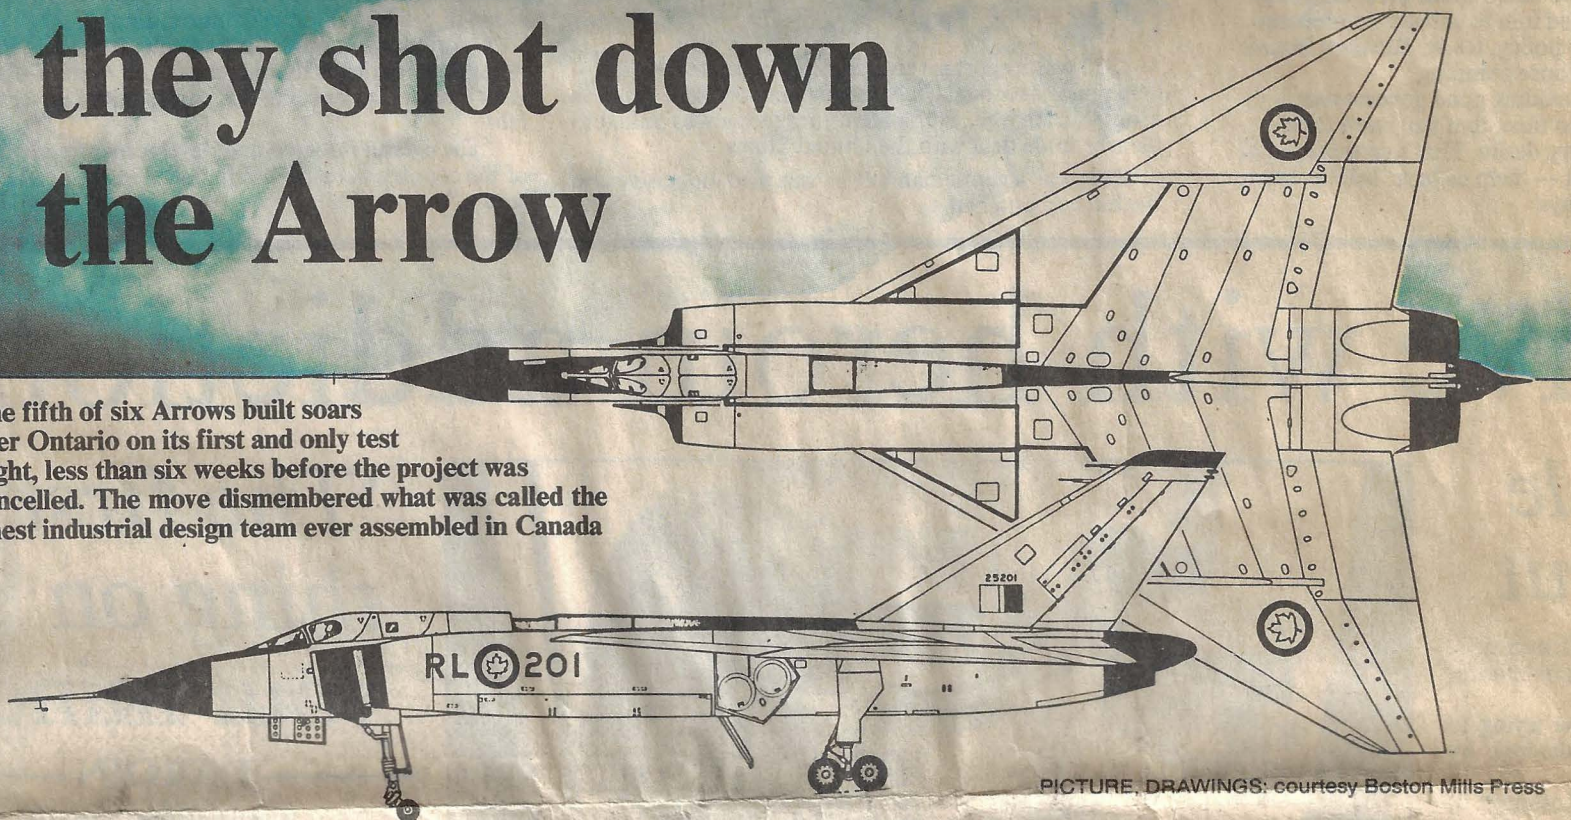 they shot down
the Arrow
he fifth of six Arrows built soars
er Ontario on its first and only test
ght, less than six weeks before the project was
ncelled. The move dismembered what was called the
nest industrial design team ever assembled in Canada
25201
RL 201
PICTURE, DRAWINGS: courtesy Boston Mills Press